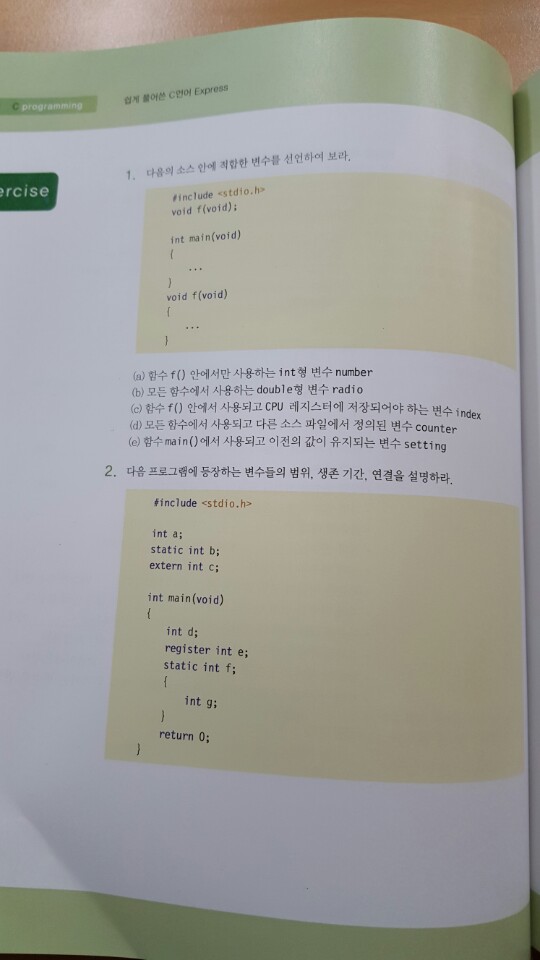 C programming
쉽게 풀어쓴 C언어 Express
ercise
1. 다음의 소스 안에 적합한 변수를 선언하여 보라.
#include <stdio.h>
void f(void);
int main(void)
{
...
}
void f(void)
{
...
}
(a) 함수 f() 안에서만 사용하는 int형 변수 number
(b) 모든 함수에서 사용하는 double형 변수 radio
(c) 함수 f() 안에서 사용되고 CPU 레지스터에 저장되어야 하는 변수 index
(d) 모든 함수에서 사용되고 다른 소스 파일에서 정의된 변수 counter
(e) 함수 main()에서 사용되고 이전의 값이 유지되는 변수 setting
2. 다음 프로그램에 등장하는 변수들의 범위, 생존 기간, 연결을 설명하라.
#include <stdio.h>
int a;
static int b;
extern int c;
int main(void)
{
int d;
register int e;
static int f;
{
int g;
}
return 0;
}